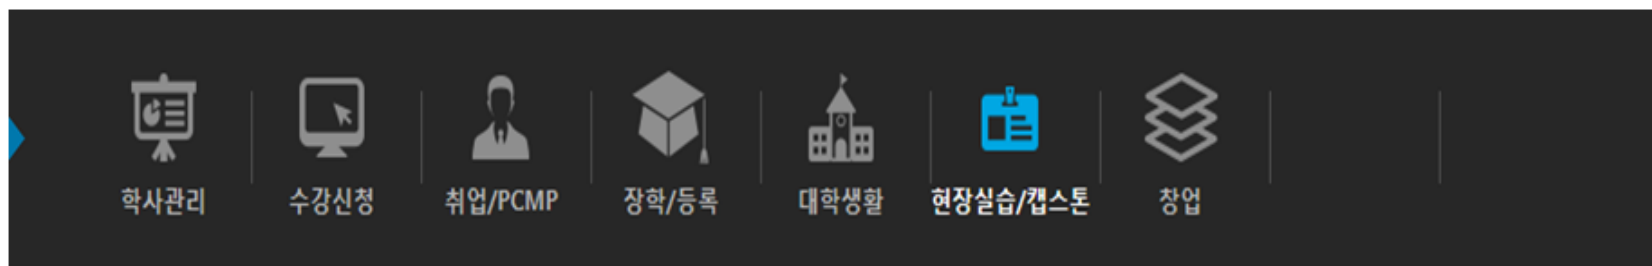 학사관리
수강신청
취업/PCMP
장학/등록
대학생활
현장실습/캡스톤
창업